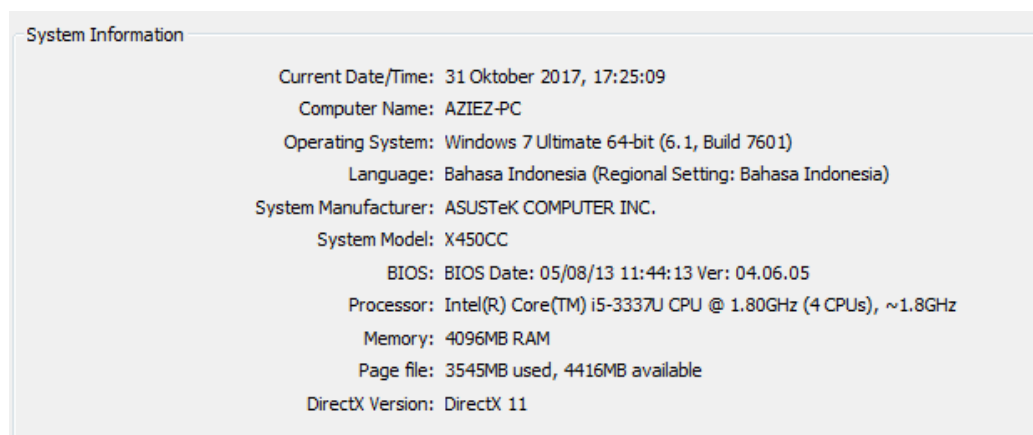 System Information
Current Date/Time: 31 Oktober 2017, 17:25:09
Computer Name: AZIEZ-PC
Operating System: Windows 7 Ultimate 64-bit (6.1, Build 7601)
Language: Bahasa Indonesia (Regional Setting: Bahasa Indonesia)
System Manufacturer: ASUSTeK COMPUTER INC.
System Model: X450CC
BIOS: BIOS Date: 05/08/13 11:44:13 Ver: 04.06.05
Processor: Intel(R) Core(TM) i5-3337U CPU @ 1.80GHz (4 CPUs), ~1.8GHz
Memory: 4096MB RAM
Page file: 3545MB used, 4416MB available
DirectX Version: DirectX 11